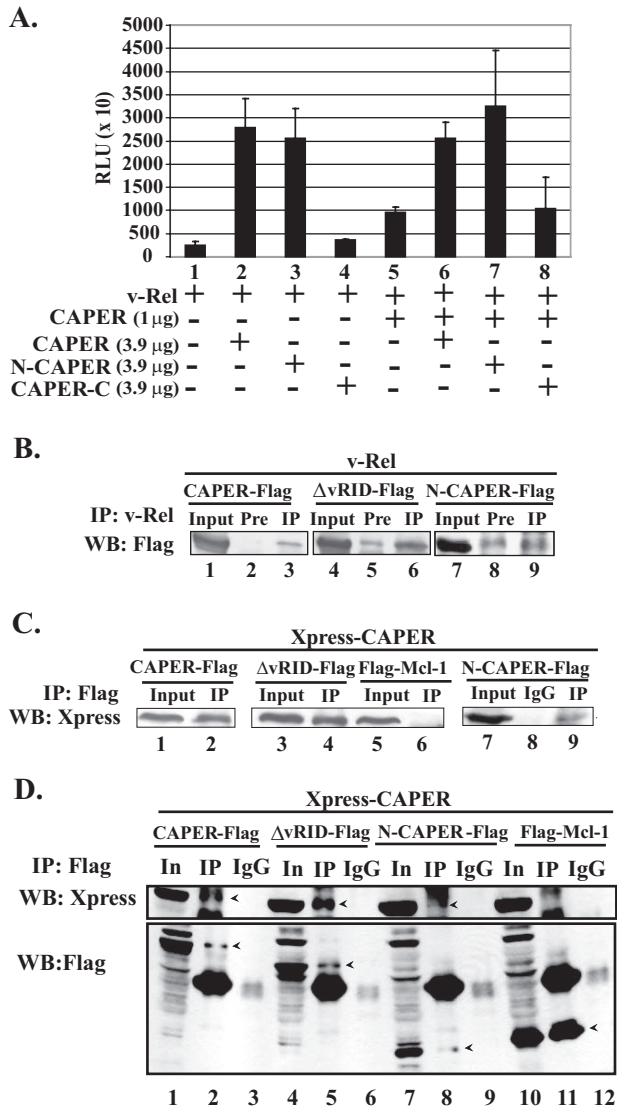 A.
5000
4500
4000
3500
3000
2500
2000
1500
1000
500
0
RLU (x 10)
1 2 3 4 5 6 7 8
v-Rel + + + + + + + +
CAPER (1 µg) - - - - + + + +
CAPER (3.9 µg) - + - - - + - -
N-CAPER (3.9 µg) - - + - - - + -
CAPER-C (3.9 µg) - - - + - - - +
B.
v-Rel
CAPER-Flag ΔvRID-Flag N-CAPER-Flag
IP: v-Rel Input Pre IP Input Pre IP Input Pre IP
WB: Flag
1 2 3 4 5 6 7 8 9
C.
Xpress-CAPER
CAPER-Flag ΔvRID-Flag Flag-Mcl-1 N-CAPER-Flag
IP: Flag Input IP Input IP Input IP Input IgG IP
WB: Xpress
1 2 3 4 5 6 7 8 9
D.
Xpress-CAPER
CAPER-Flag ΔvRID-Flag N-CAPER-Flag Flag-Mcl-1
IP: Flag In IP IgG In IP IgG In IP IgG In IP IgG
WB: Xpress
WB:Flag
1 2 3 4 5 6 7 8 9 10 11 12